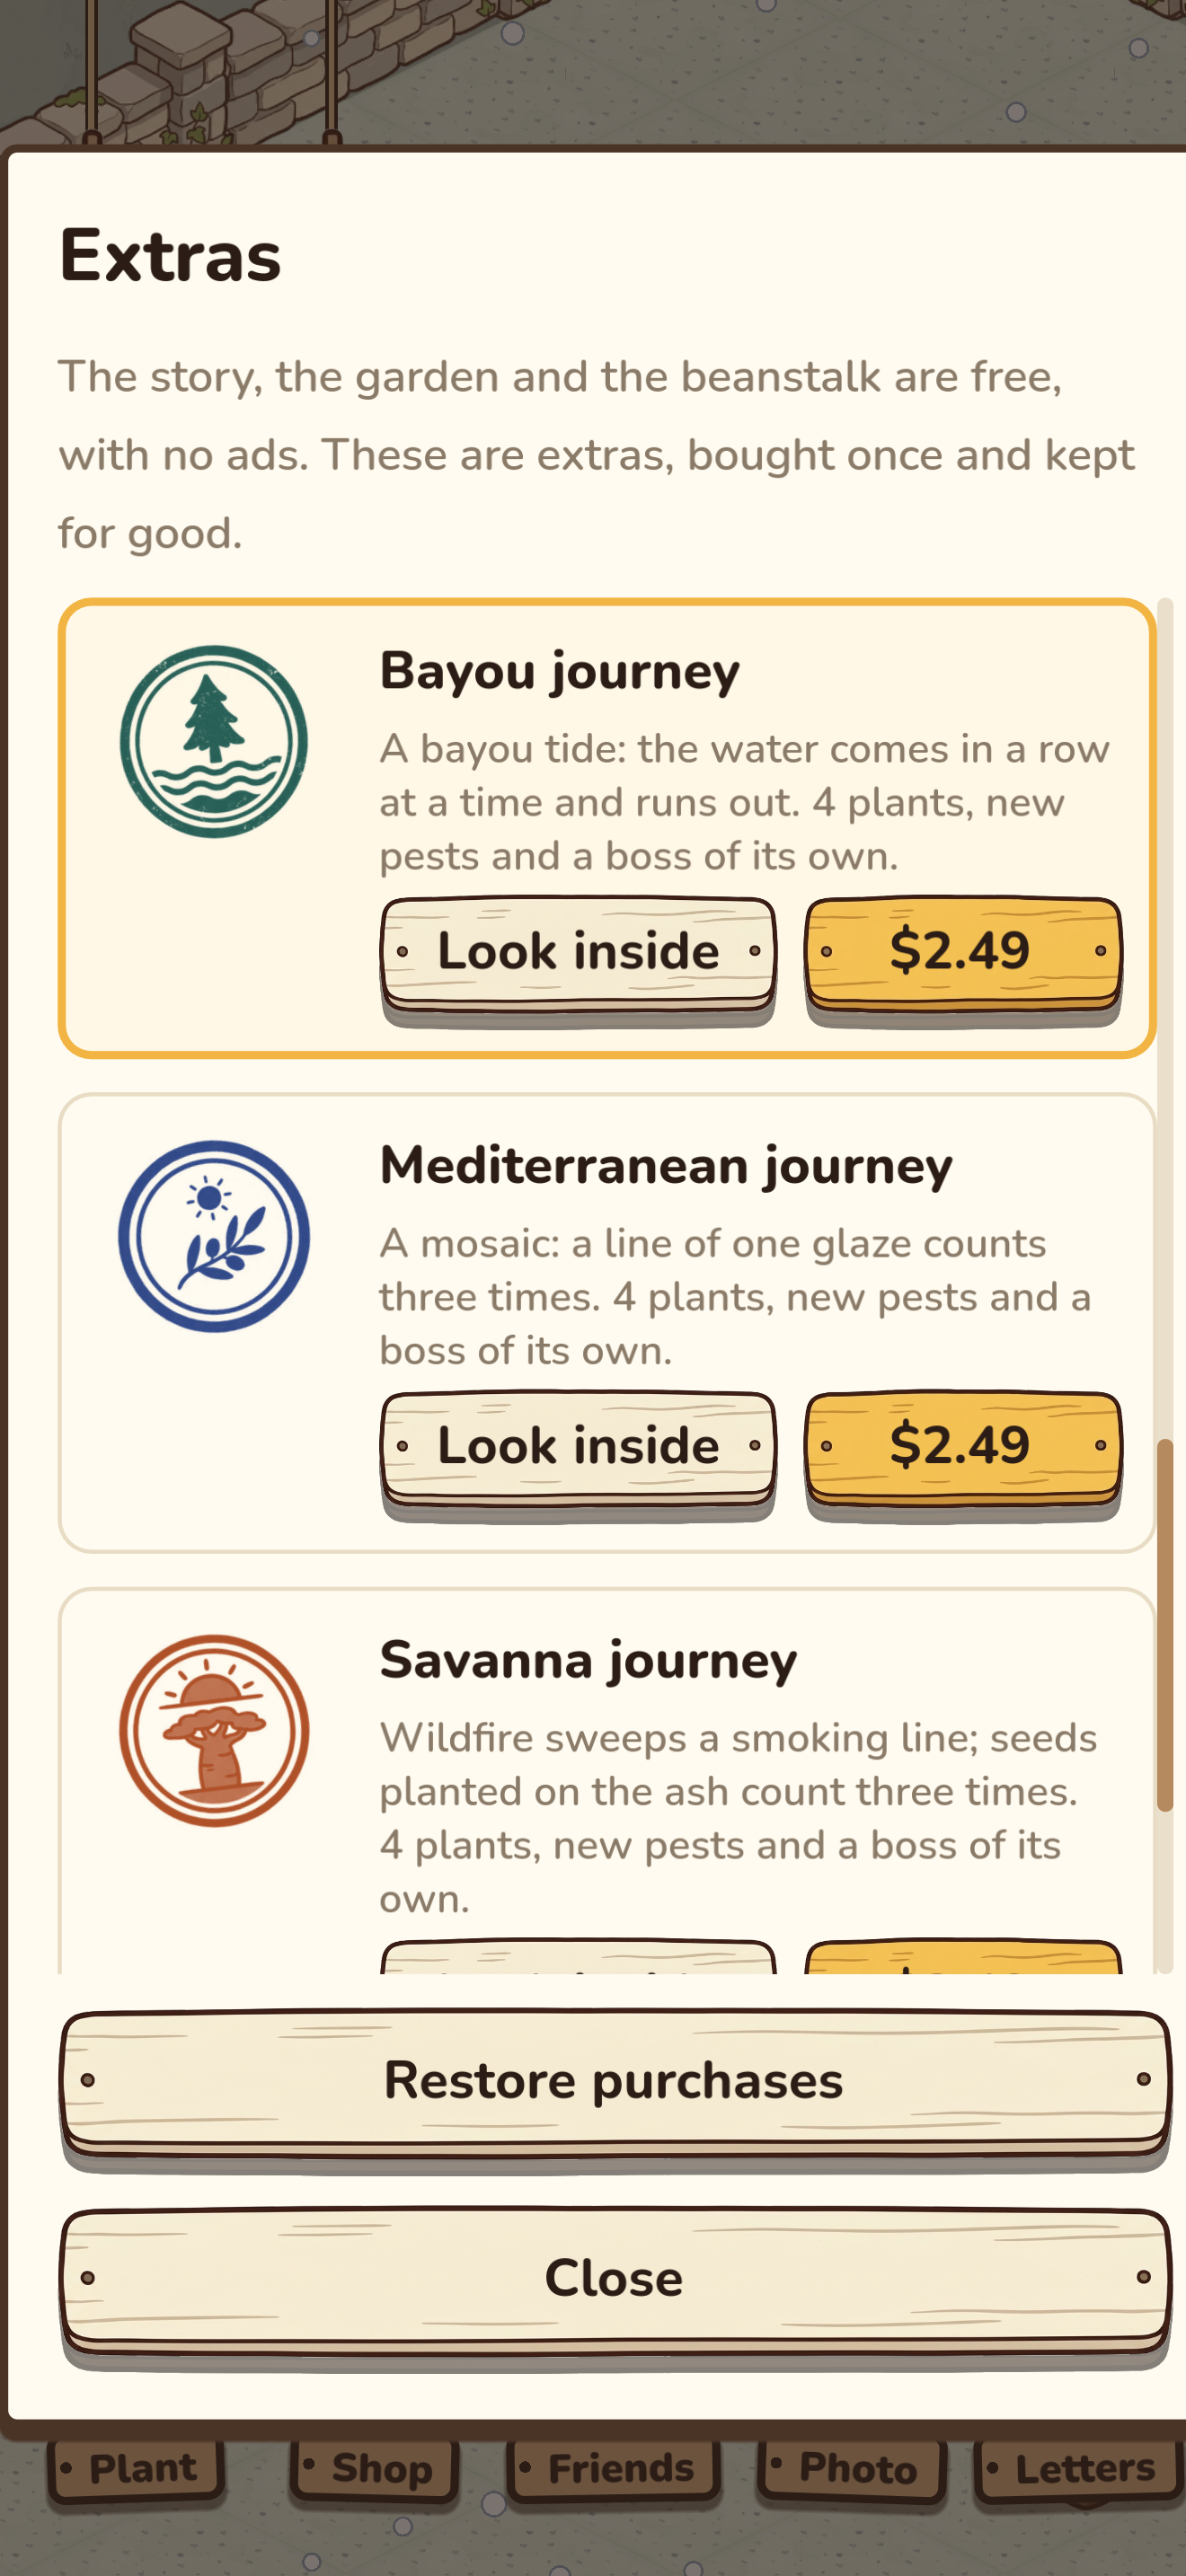 Extras
The story, the garden and the beanstalk are free,
with no ads. These are extras, bought once and kept
for good.
Bayou journey
A bayou tide: the water comes in a row
at a time and runs out. 4 plants, new
pests and a boss of its own.
Look inside
$2.49
Mediterranean journey
A mosaic: a line of one glaze counts
three times. 4 plants, new pests and a
boss of its own.
Look inside
$2.49
Savanna journey
Wildfire sweeps a smoking line; seeds
planted on the ash count three times.
4 plants, new pests and a boss of its
own.
Restore purchases
Close
Plant
Shop
Friends
Photo
Letters